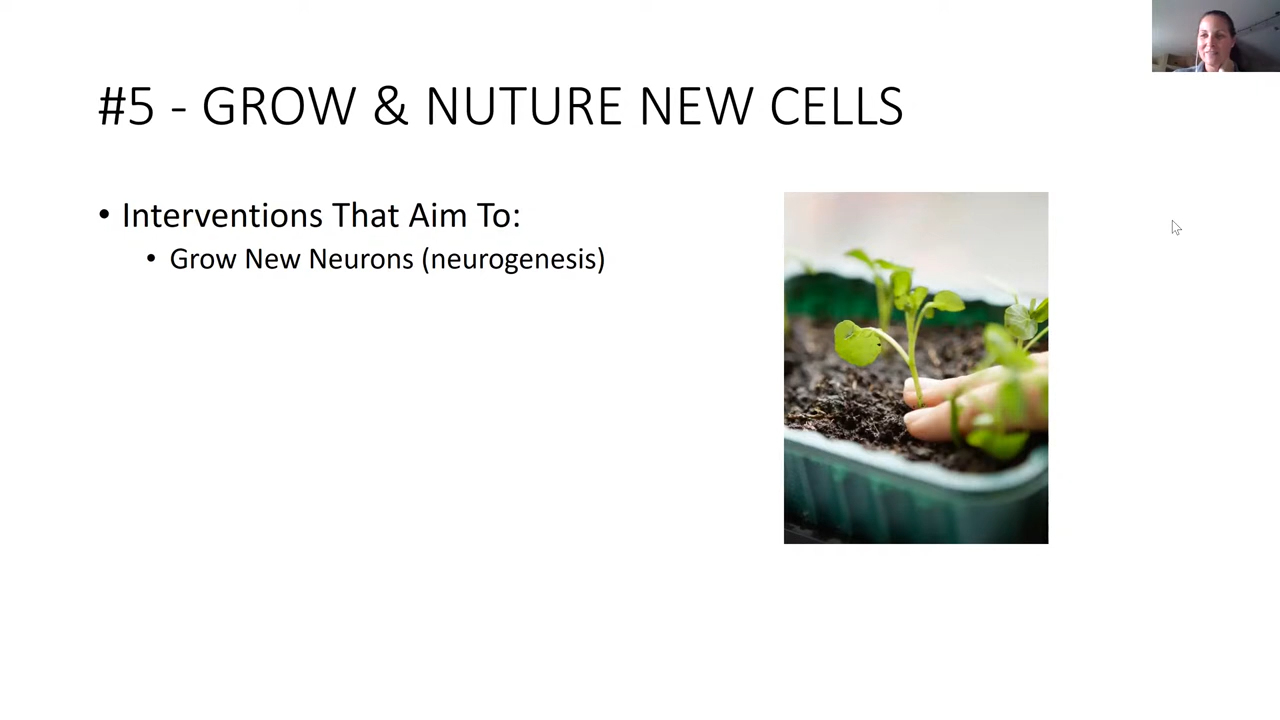 #5 - GROW & NUTURE NEW CELLS
• Interventions That Aim To:
• Grow New Neurons (neurogenesis)